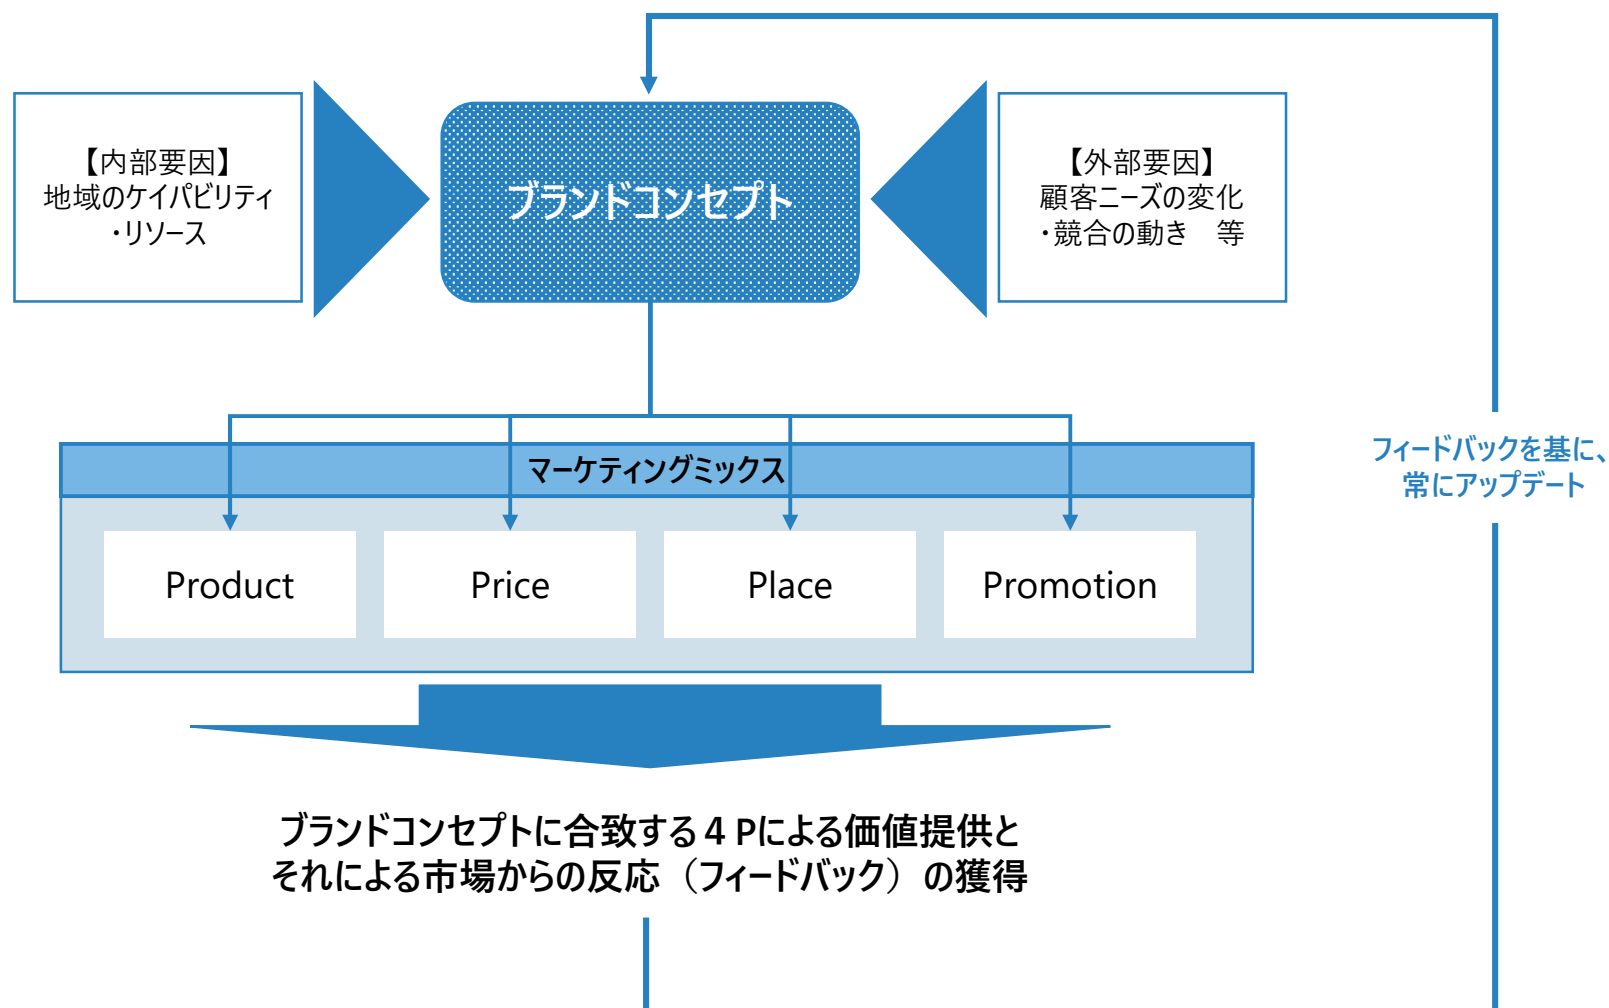 【内部要因】
地域のケイパビリティ
・リソース
ブランドコンセプト
【外部要因】
顧客ニーズの変化
・競合の動き　等
マーケティングミックス
Product
Price
Place
Promotion
フィードバックを基に、
常にアップデート
ブランドコンセプトに合致する４Pによる価値提供と
それによる市場からの反応（フィードバック）の獲得